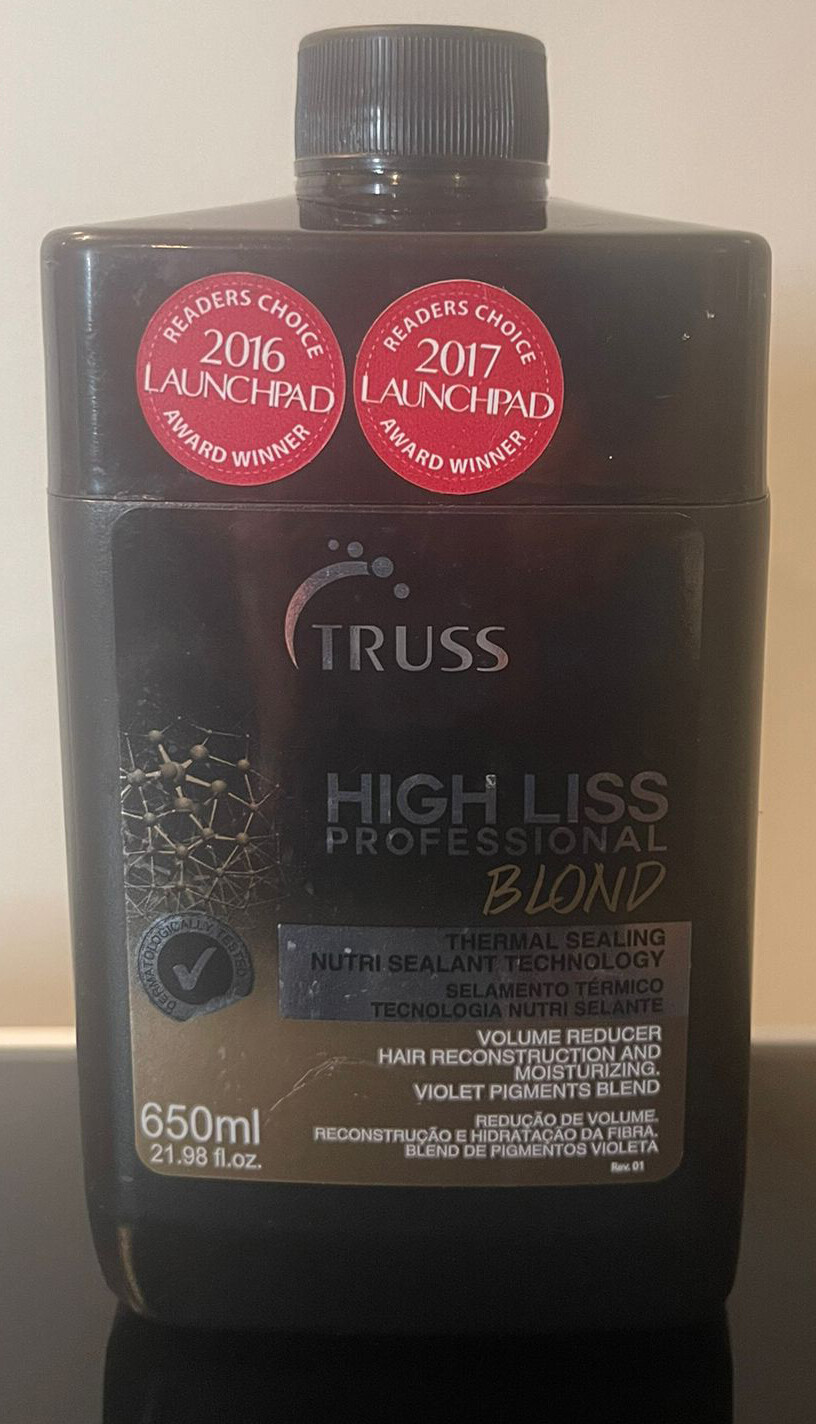 READERS CHOICE
2016
LAUNCHPAD
AWARD WINNER
READERS CHOICE
2017
LAUNCHPAD
AWARD WINNER
TRUSS
HIGH LISS
PROFESSIONAL
BLOND
DERMATOLOGICALLY TESTED
THERMAL SEALING
NUTRI SEALANT TECHNOLOGY
SELAMENTO TÉRMICO
TECNOLOGIA NUTRI SELANTE
VOLUME REDUCER
HAIR RECONSTRUCTION AND
MOISTURIZING.
VIOLET PIGMENTS BLEND
REDUÇÃO DE VOLUME.
RECONSTRUÇÃO E HIDRATAÇÃO DA FIBRA.
BLEND DE PIGMENTOS VIOLETA
Rev. 01
650ml
21.98 fl.oz.